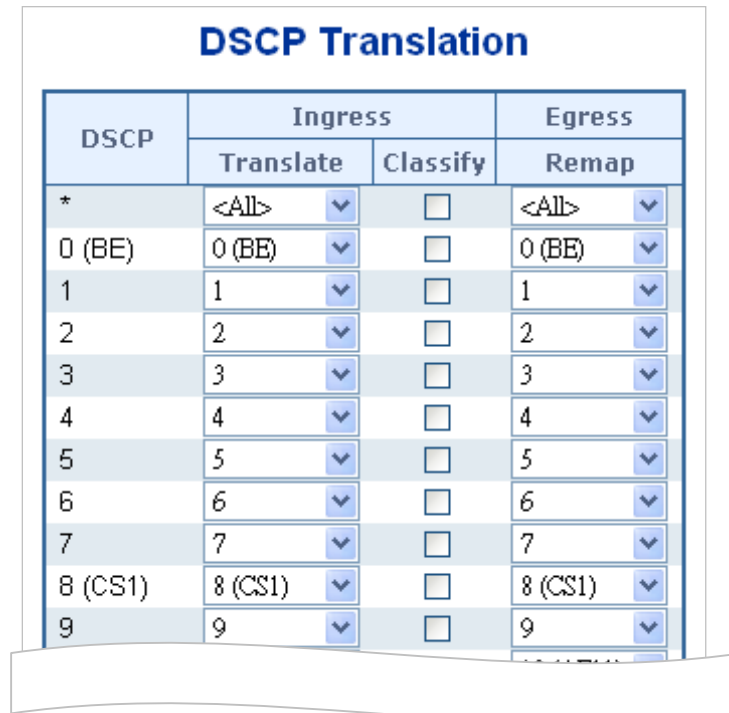 DSCP Translation
DSCP Ingress Egress
Translate Classify Remap
* <All> <All>
0 (BE) 0 (BE) 0 (BE)
1 1 1
2 2 2
3 3 3
4 4 4
5 5 5
6 6 6
7 7 7
8 (CS1) 8 (CS1) 8 (CS1)
9 9 9